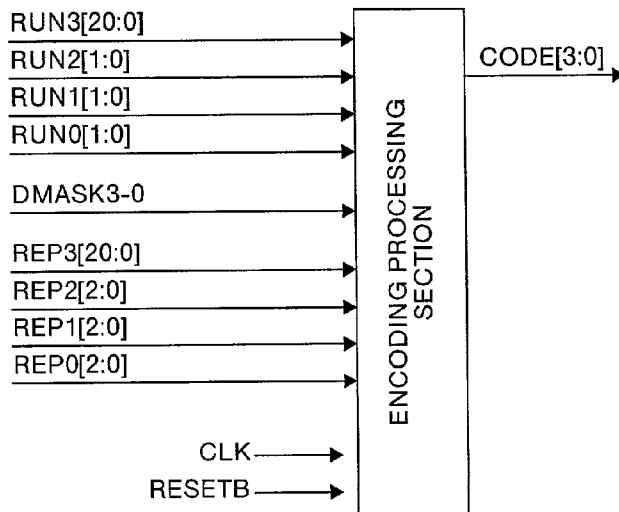 RUN3[20:0]
RUN2[1:0]
RUN1[1:0]
RUN0[1:0]
DMASK3-0
REP3[20:0]
REP2[2:0]
REP1[2:0]
REP0[2:0]
CLK
RESETB
ENCODING PROCESSING
SECTION
CODE[3:0]